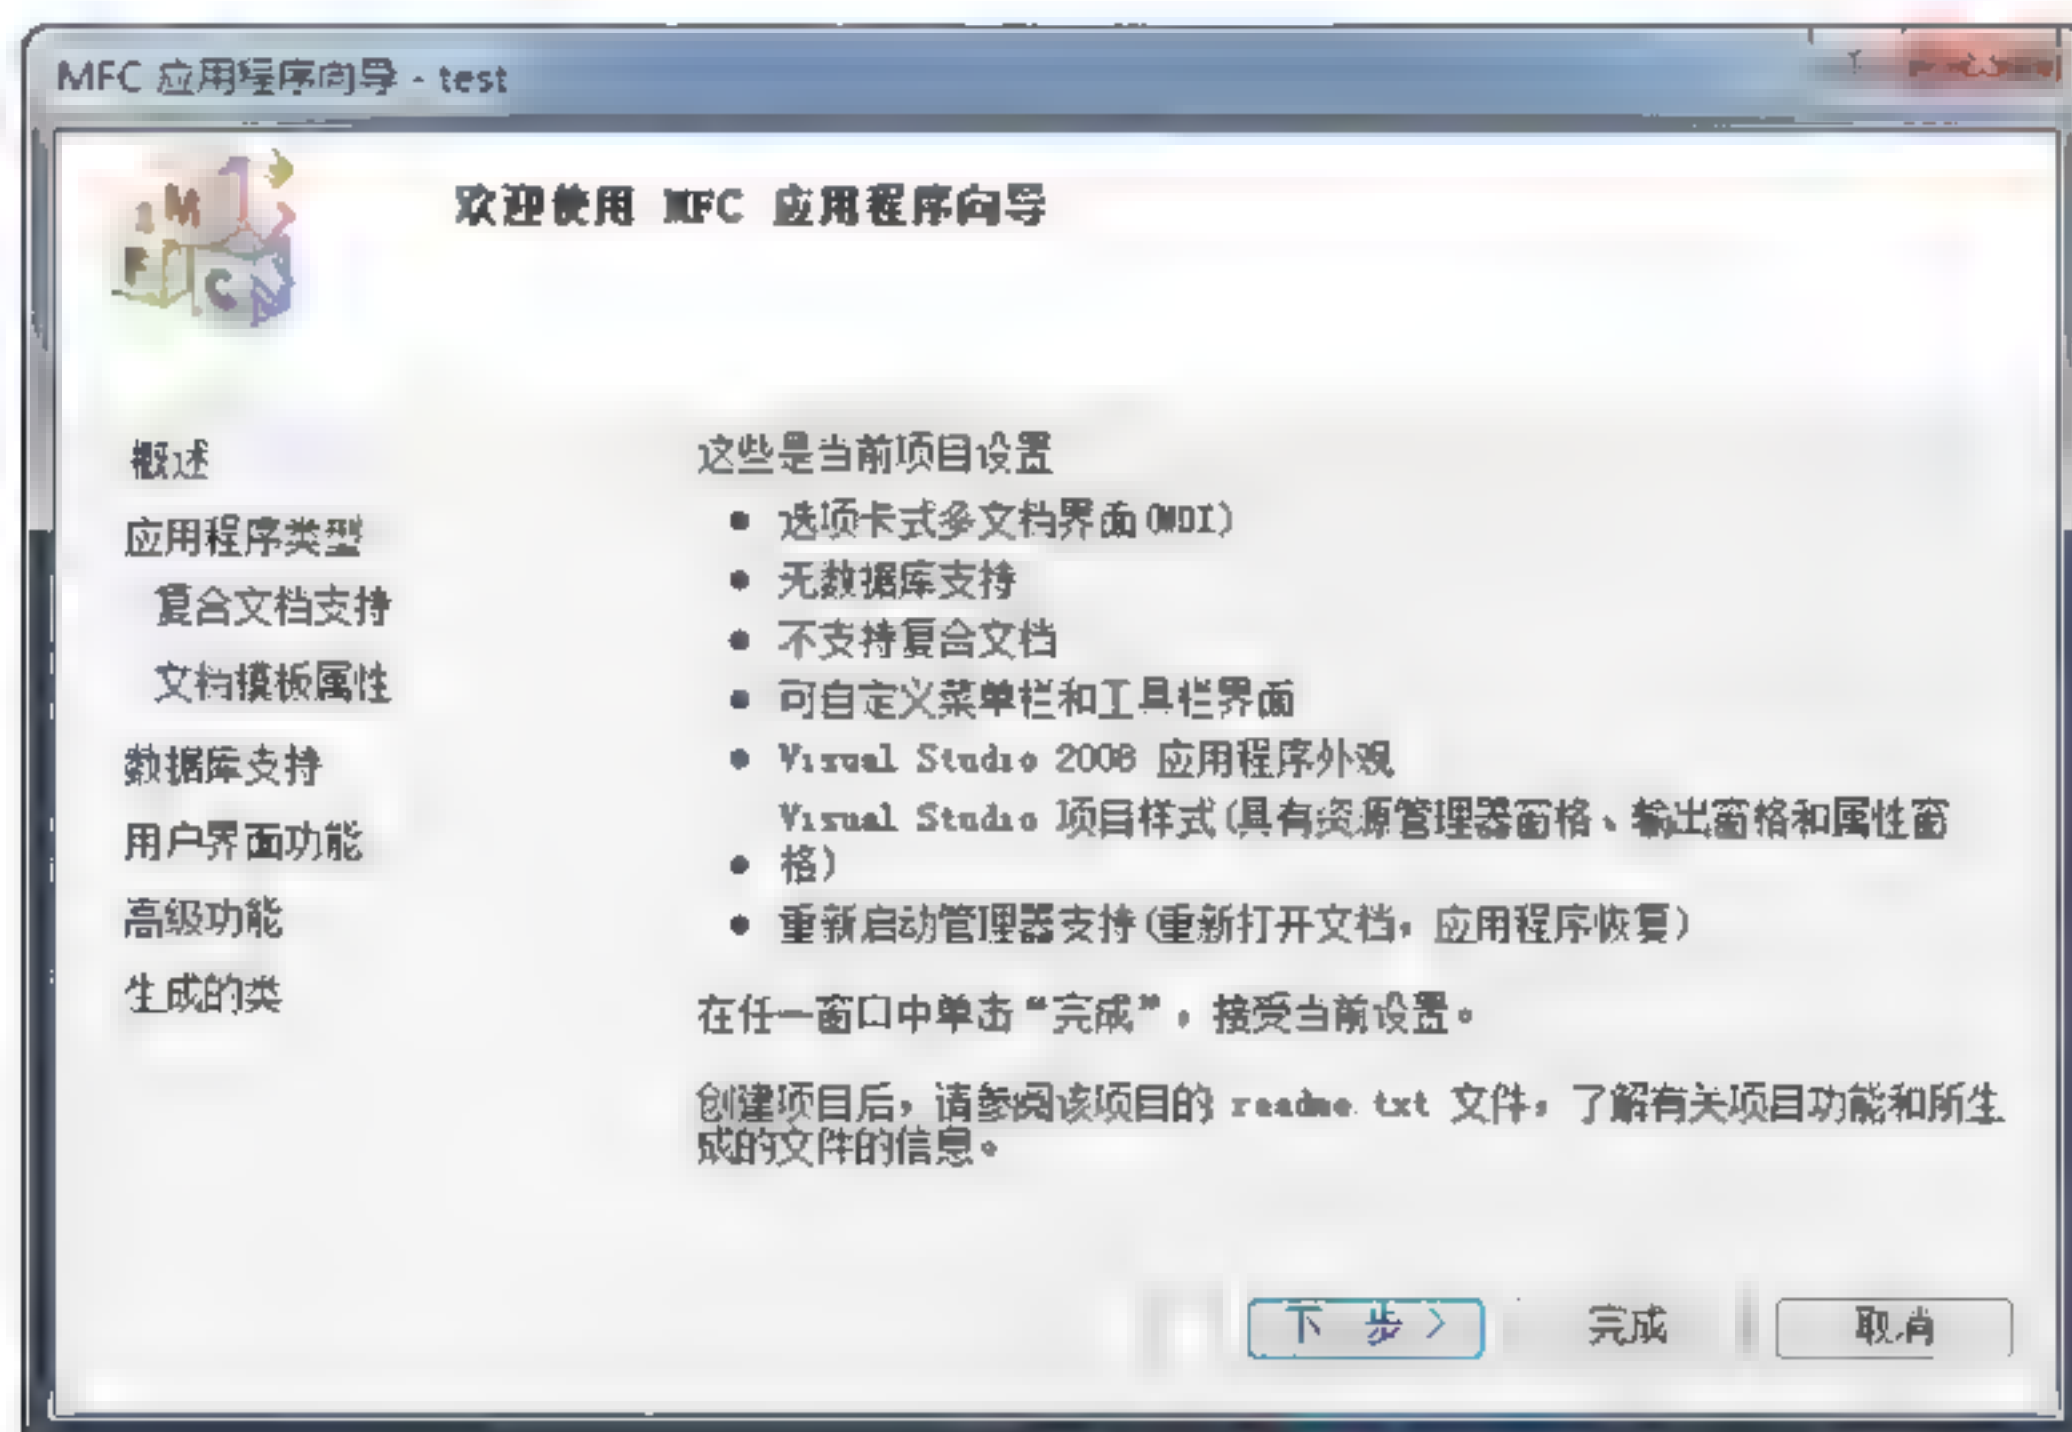 MFC 应用程序向导 - test
欢迎使用 MFC 应用程序向导
概述
应用程序类型
复合文档支持
文档模板属性
数据库支持
用户界面功能
高级功能
生成的类
这些是当前项目设置
• 选项卡式多文档界面(MDI)
• 无数据库支持
• 不支持复合文档
• 可自定义菜单栏和工具栏界面
• Visual Studio 2008 应用程序外观
Visual Studio 项目样式(具有资源管理器窗格、输出窗格和属性窗
• 格)
• 重新启动管理器支持(重新打开文档，应用程序恢复)
在任一窗口中单击“完成”，接受当前设置。
创建项目后，请参阅该项目的 readme.txt 文件，了解有关项目功能和所生
成的文件的信息。
下一步 >
完成
取消